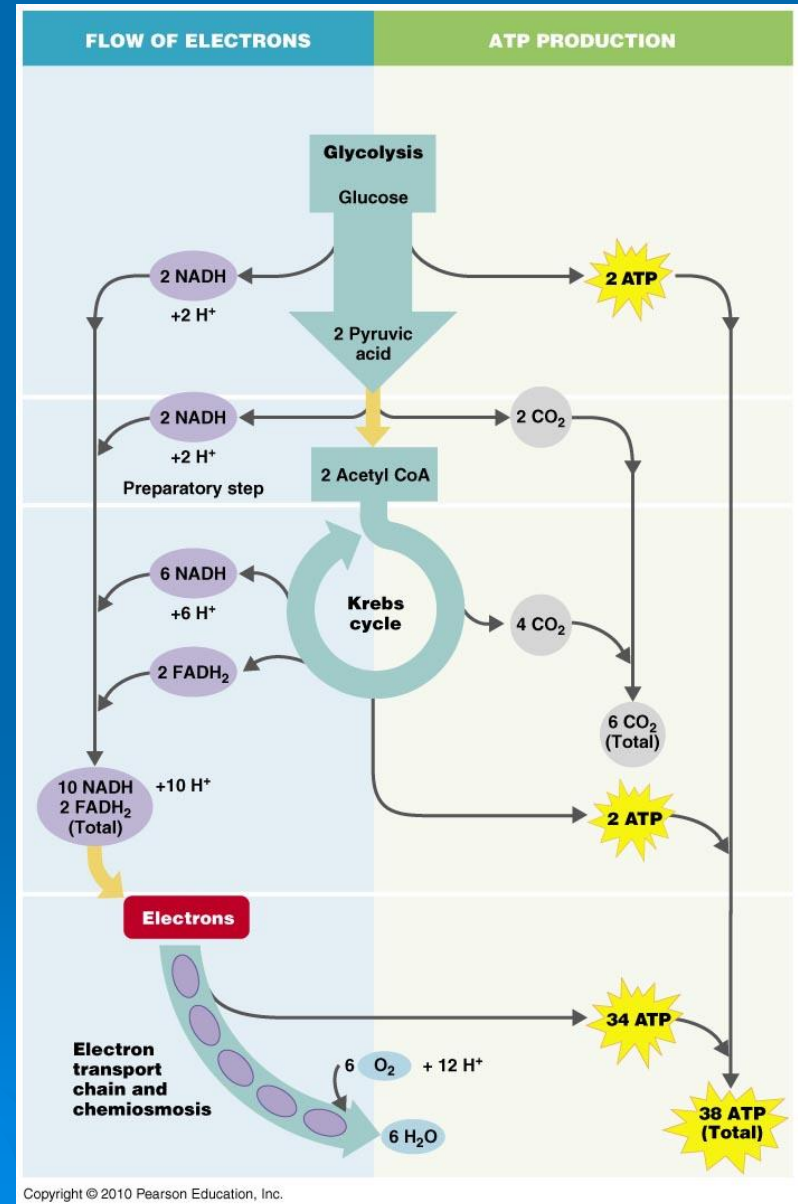 FLOW OF ELECTRONS
ATP PRODUCTION
Glycolysis
Glucose
2 NADH
+2 H⁺
2 ATP
2 Pyruvic
acid
2 NADH
+2 H⁺
Preparatory step
2 CO₂
2 Acetyl CoA
6 NADH
+6 H⁺
Krebs
cycle
4 CO₂
2 FADH₂
6 CO₂
(Total)
10 NADH
2 FADH₂
(Total)
+10 H⁺
2 ATP
Electrons
34 ATP
Electron
transport
chain and
chemiosmosis
6 O₂ + 12 H⁺
6 H₂O
38 ATP
(Total)
Copyright © 2010 Pearson Education, Inc.